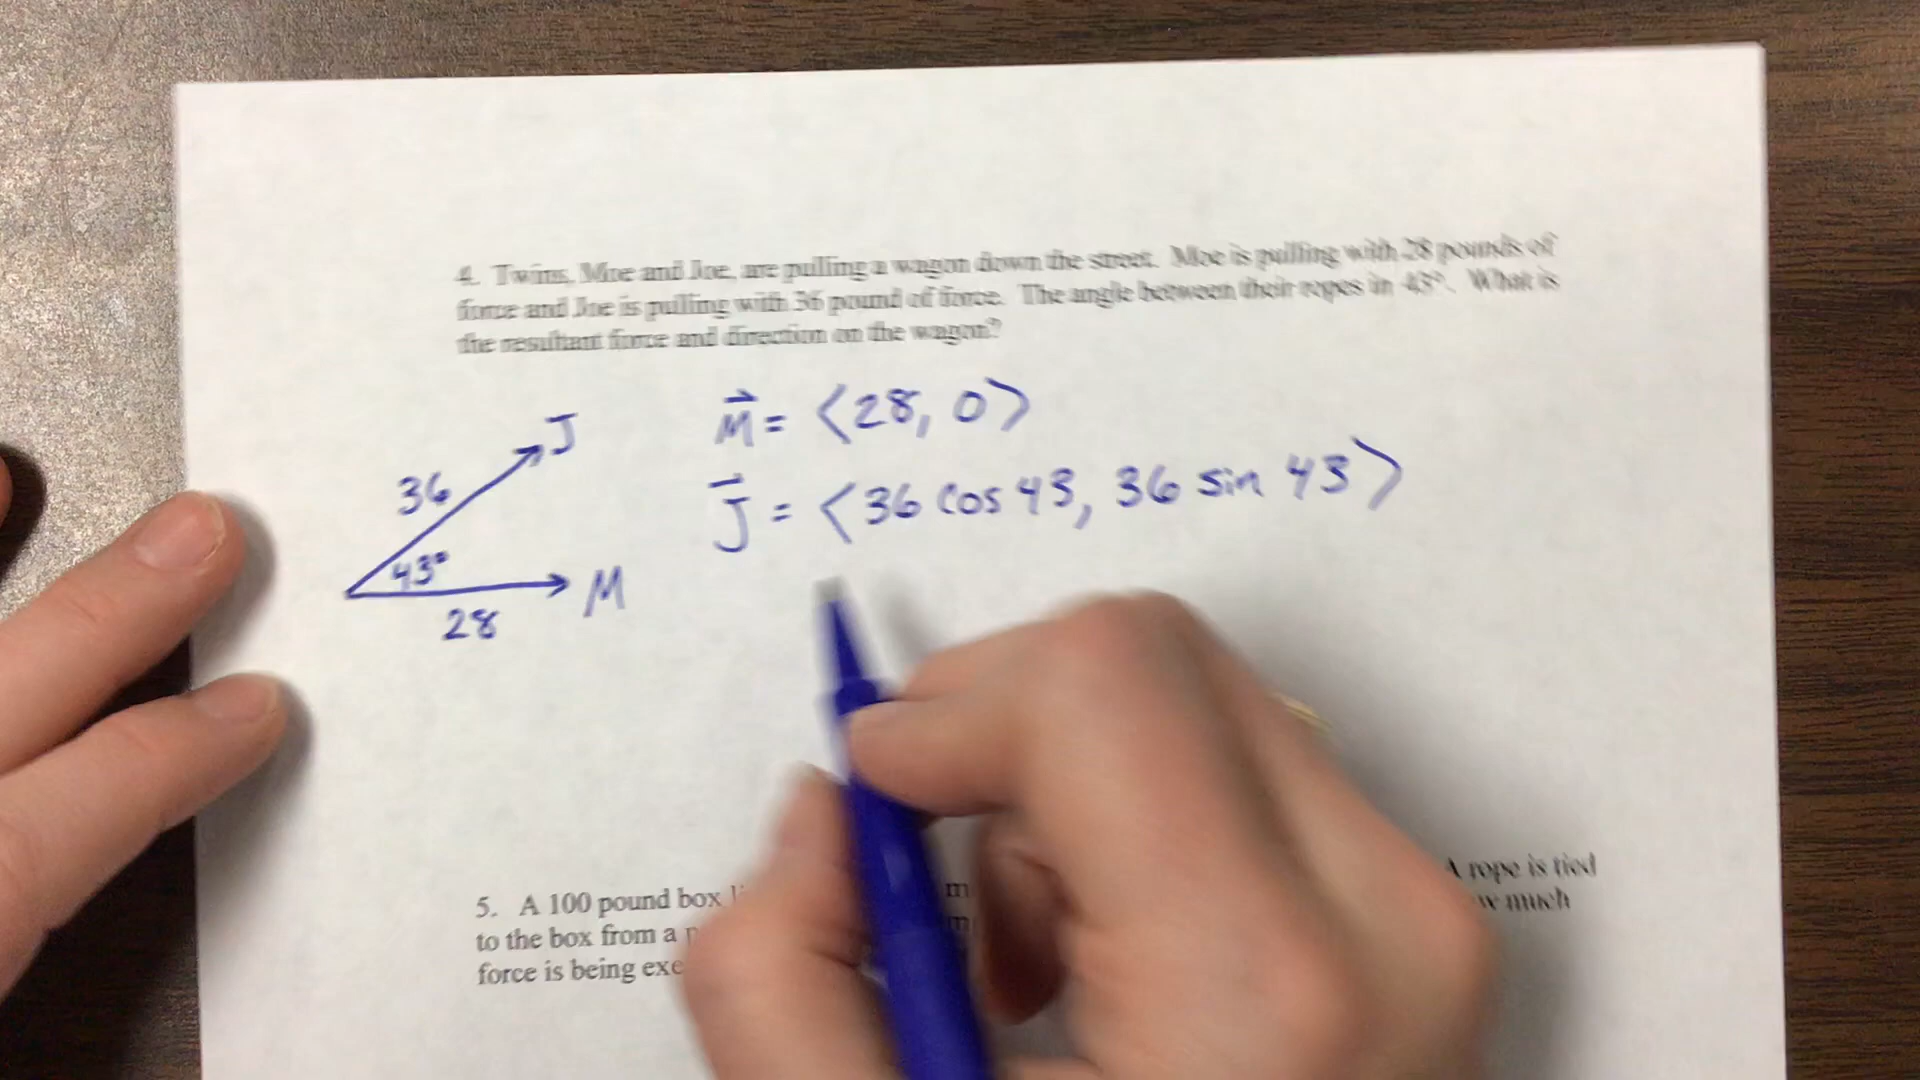 4. Twins, Moe and Joe, are pulling a wagon down the street. Moe is pulling with 28 pounds of
force and Joe is pulling with 36 pound of force. The angle between their ropes in 43°. What is
the resultant force and direction on the wagon?
M⃗ = ⟨28, 0⟩
J⃗ = ⟨36 cos 43, 36 sin 43⟩
J
36
43°
M
28
5. A 100 pound box A rope is tied
to the box from a much
force is being